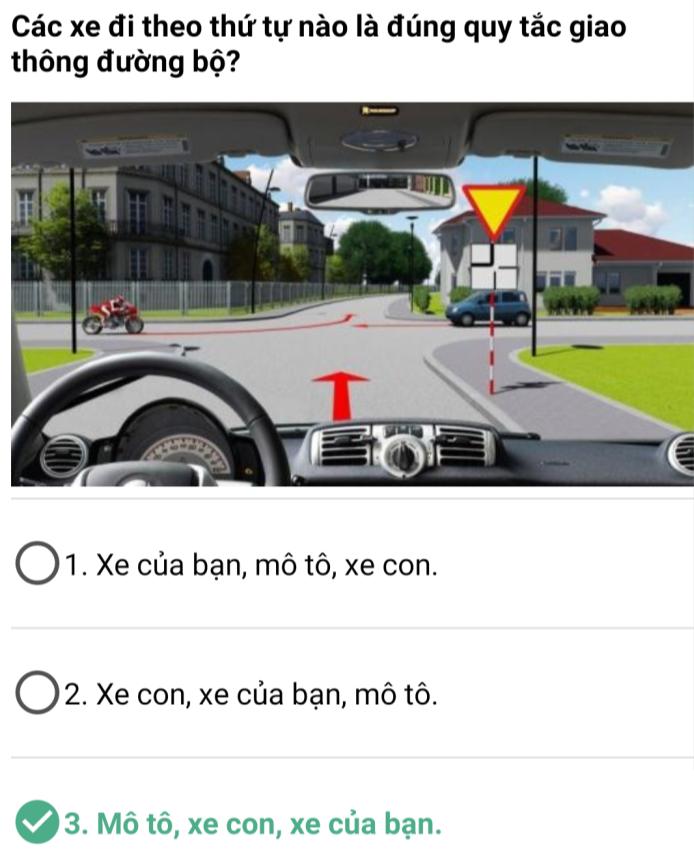 Các xe đi theo thứ tự nào là đúng quy tắc giao
thông đường bộ?
1. Xe của bạn, mô tô, xe con.
2. Xe con, xe của bạn, mô tô.
3. Mô tô, xe con, xe của bạn.